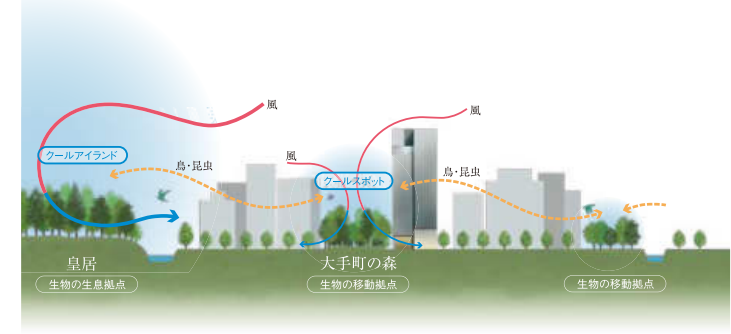 風
風
クールアイランド
鳥・昆虫
風
クールスポット
鳥・昆虫
皇居
大手町の森
生物の生息拠点
生物の移動拠点
生物の移動拠点